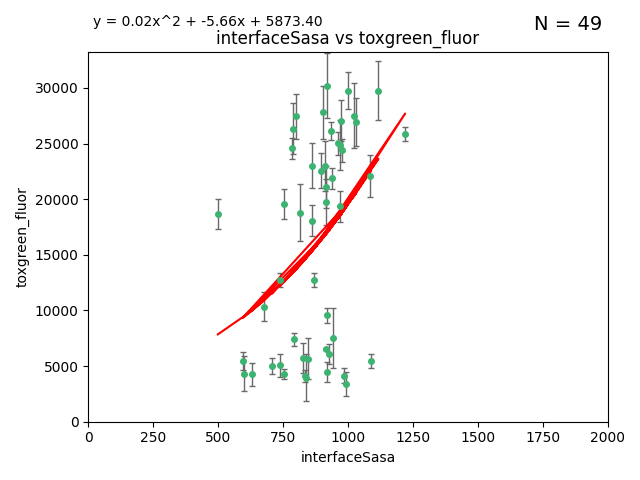 y = 0.02x^2 + -5.66x + 5873.40
N = 49
interfaceSasa vs toxgreen_fluor
30000
25000
20000
15000
10000
5000
0
toxgreen_fluor
0 250 500 750 1000 1250 1500 1750 2000
interfaceSasa